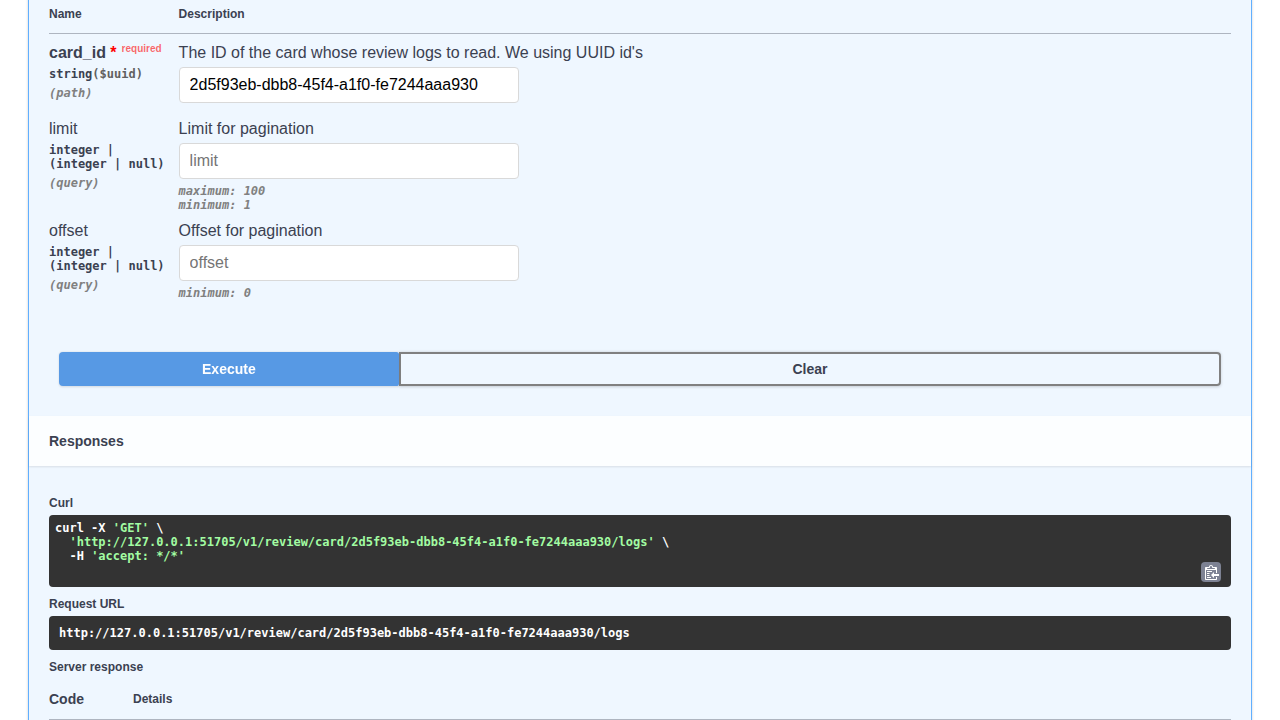 Name Description
card_id * required The ID of the card whose review logs to read. We using UUID id's
string($uuid)
(path)
2d5f93eb-dbb8-45f4-a1f0-fe7244aaa930
limit Limit for pagination
integer |
(integer | null)
(query)
limit
maximum: 100
minimum: 1
offset Offset for pagination
integer |
(integer | null)
(query)
offset
minimum: 0
Execute Clear
Responses
Curl
curl -X 'GET' \
'http://127.0.0.1:51705/v1/review/card/2d5f93eb-dbb8-45f4-a1f0-fe7244aaa930/logs' \
-H 'accept: */*'
Request URL
http://127.0.0.1:51705/v1/review/card/2d5f93eb-dbb8-45f4-a1f0-fe7244aaa930/logs
Server response
Code Details